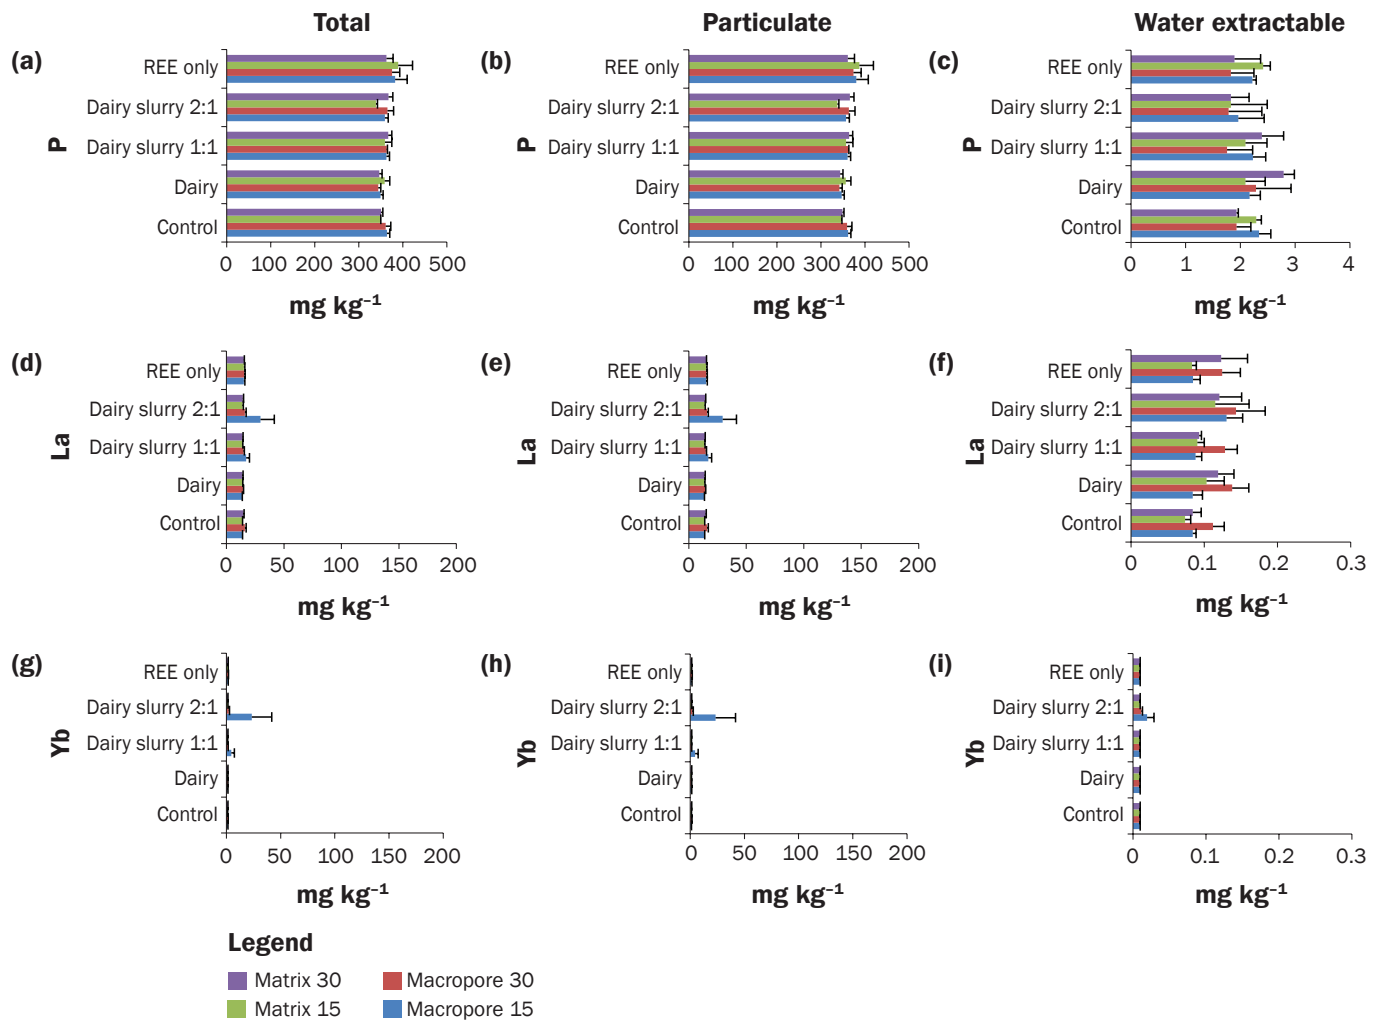 Total
Particulate
Water extractable
(a)
P
REE only
Dairy slurry 2:1
Dairy slurry 1:1
Dairy
Control
0 100 200 300 400 500
mg kg⁻¹
(b)
P
REE only
Dairy slurry 2:1
Dairy slurry 1:1
Dairy
Control
0 100 200 300 400 500
mg kg⁻¹
(c)
P
REE only
Dairy slurry 2:1
Dairy slurry 1:1
Dairy
Control
0 1 2 3 4
mg kg⁻¹
(d)
La
REE only
Dairy slurry 2:1
Dairy slurry 1:1
Dairy
Control
0 50 100 150 200
mg kg⁻¹
(e)
La
REE only
Dairy slurry 2:1
Dairy slurry 1:1
Dairy
Control
0 50 100 150 200
mg kg⁻¹
(f)
La
REE only
Dairy slurry 2:1
Dairy slurry 1:1
Dairy
Control
0 0.1 0.2 0.3
mg kg⁻¹
(g)
Yb
REE only
Dairy slurry 2:1
Dairy slurry 1:1
Dairy
Control
0 50 100 150 200
mg kg⁻¹
(h)
Yb
REE only
Dairy slurry 2:1
Dairy slurry 1:1
Dairy
Control
0 50 100 150 200
mg kg⁻¹
(i)
Yb
REE only
Dairy slurry 2:1
Dairy slurry 1:1
Dairy
Control
0 0.1 0.2 0.3
mg kg⁻¹
Legend
Matrix 30 Macropore 30
Matrix 15 Macropore 15